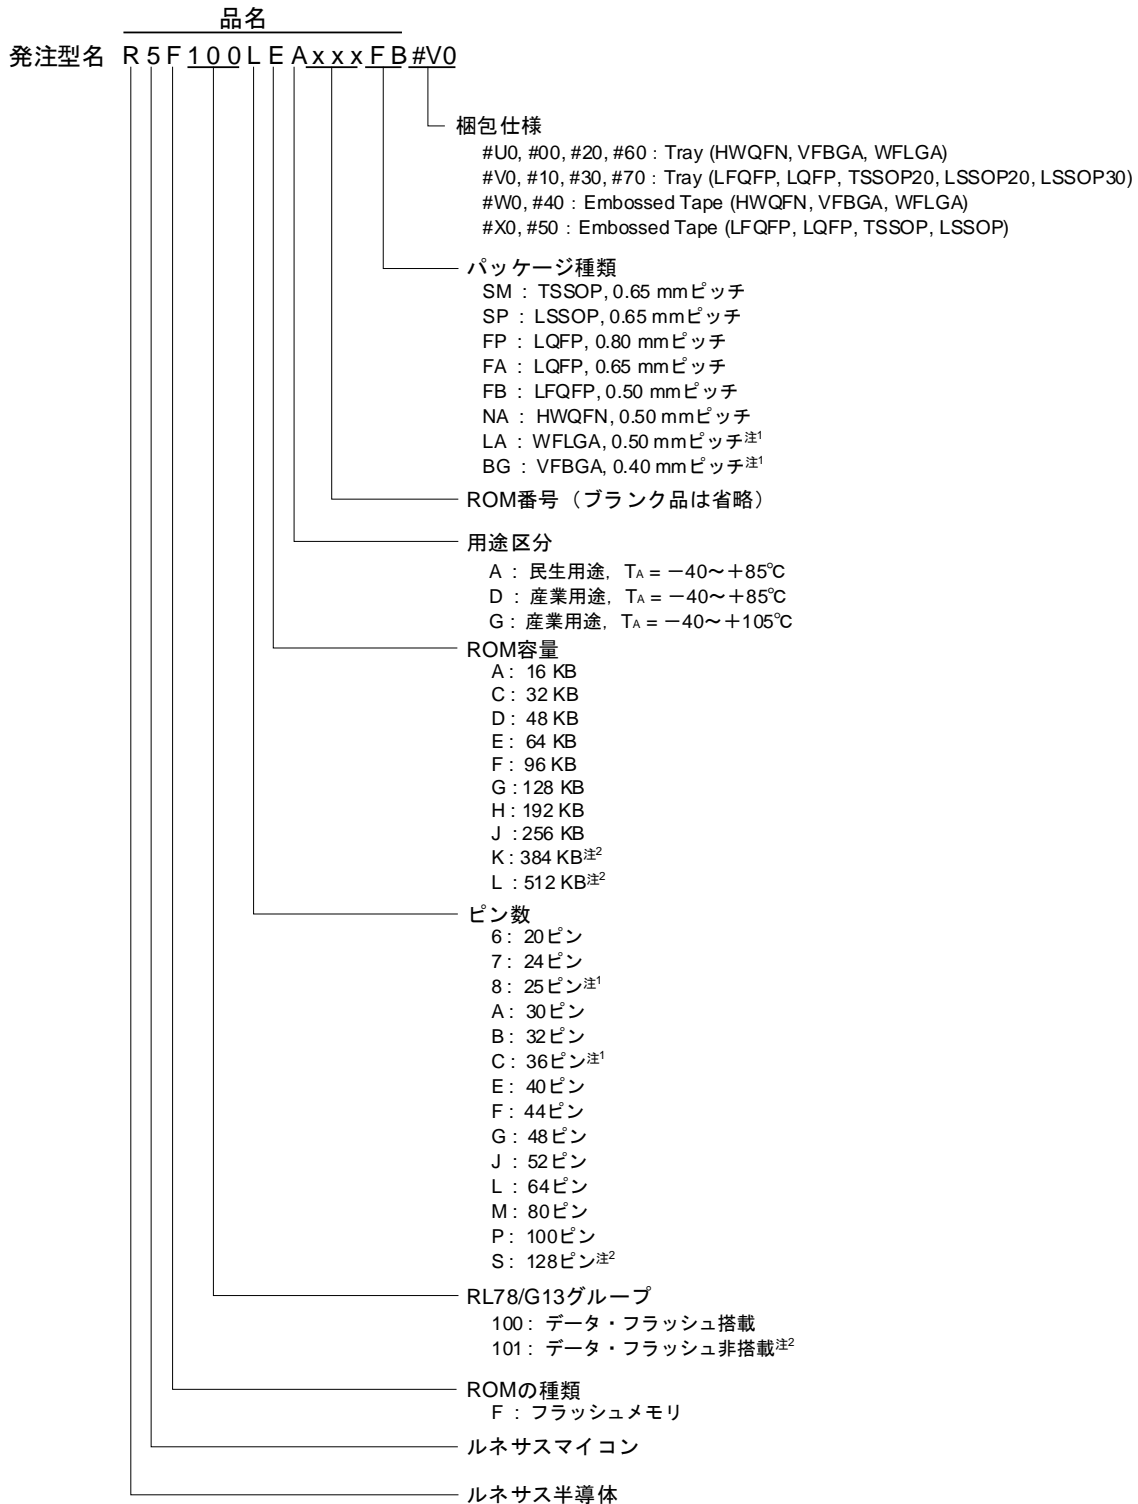 品名
発注型名 R 5 F 1 0 0 L E A x x x F B #V0
梱包仕様
#U0, #00, #20, #60 : Tray (HWQFN, VFBGA, WFLGA)
#V0, #10, #30, #70 : Tray (LFQFP, LQFP, TSSOP20, LSSOP20, LSSOP30)
#W0, #40 : Embossed Tape (HWQFN, VFBGA, WFLGA)
#X0, #50 : Embossed Tape (LFQFP, LQFP, TSSOP, LSSOP)
パッケージ種類
SM : TSSOP, 0.65 mmピッチ
SP : LSSOP, 0.65 mmピッチ
FP : LQFP, 0.80 mmピッチ
FA : LQFP, 0.65 mmピッチ
FB : LFQFP, 0.50 mmピッチ
NA : HWQFN, 0.50 mmピッチ
LA : WFLGA, 0.50 mmピッチ注1
BG : VFBGA, 0.40 mmピッチ注1
ROM番号（ブランク品は省略）
用途区分
A : 民生用途, TA = －40～＋85℃
D : 産業用途, TA = －40～＋85℃
G : 産業用途, TA = －40～＋105℃
ROM容量
A : 16 KB
C : 32 KB
D : 48 KB
E : 64 KB
F : 96 KB
G : 128 KB
H : 192 KB
J : 256 KB
K : 384 KB注2
L : 512 KB注2
ピン数
6 : 20ピン
7 : 24ピン
8 : 25ピン注1
A : 30ピン
B : 32ピン
C : 36ピン注1
E : 40ピン
F : 44ピン
G : 48ピン
J : 52ピン
L : 64ピン
M : 80ピン
P : 100ピン
S : 128ピン注2
RL78/G13グループ
100 : データ・フラッシュ搭載
101 : データ・フラッシュ非搭載注2
ROMの種類
F : フラッシュメモリ
ルネサスマイコン
ルネサス半導体